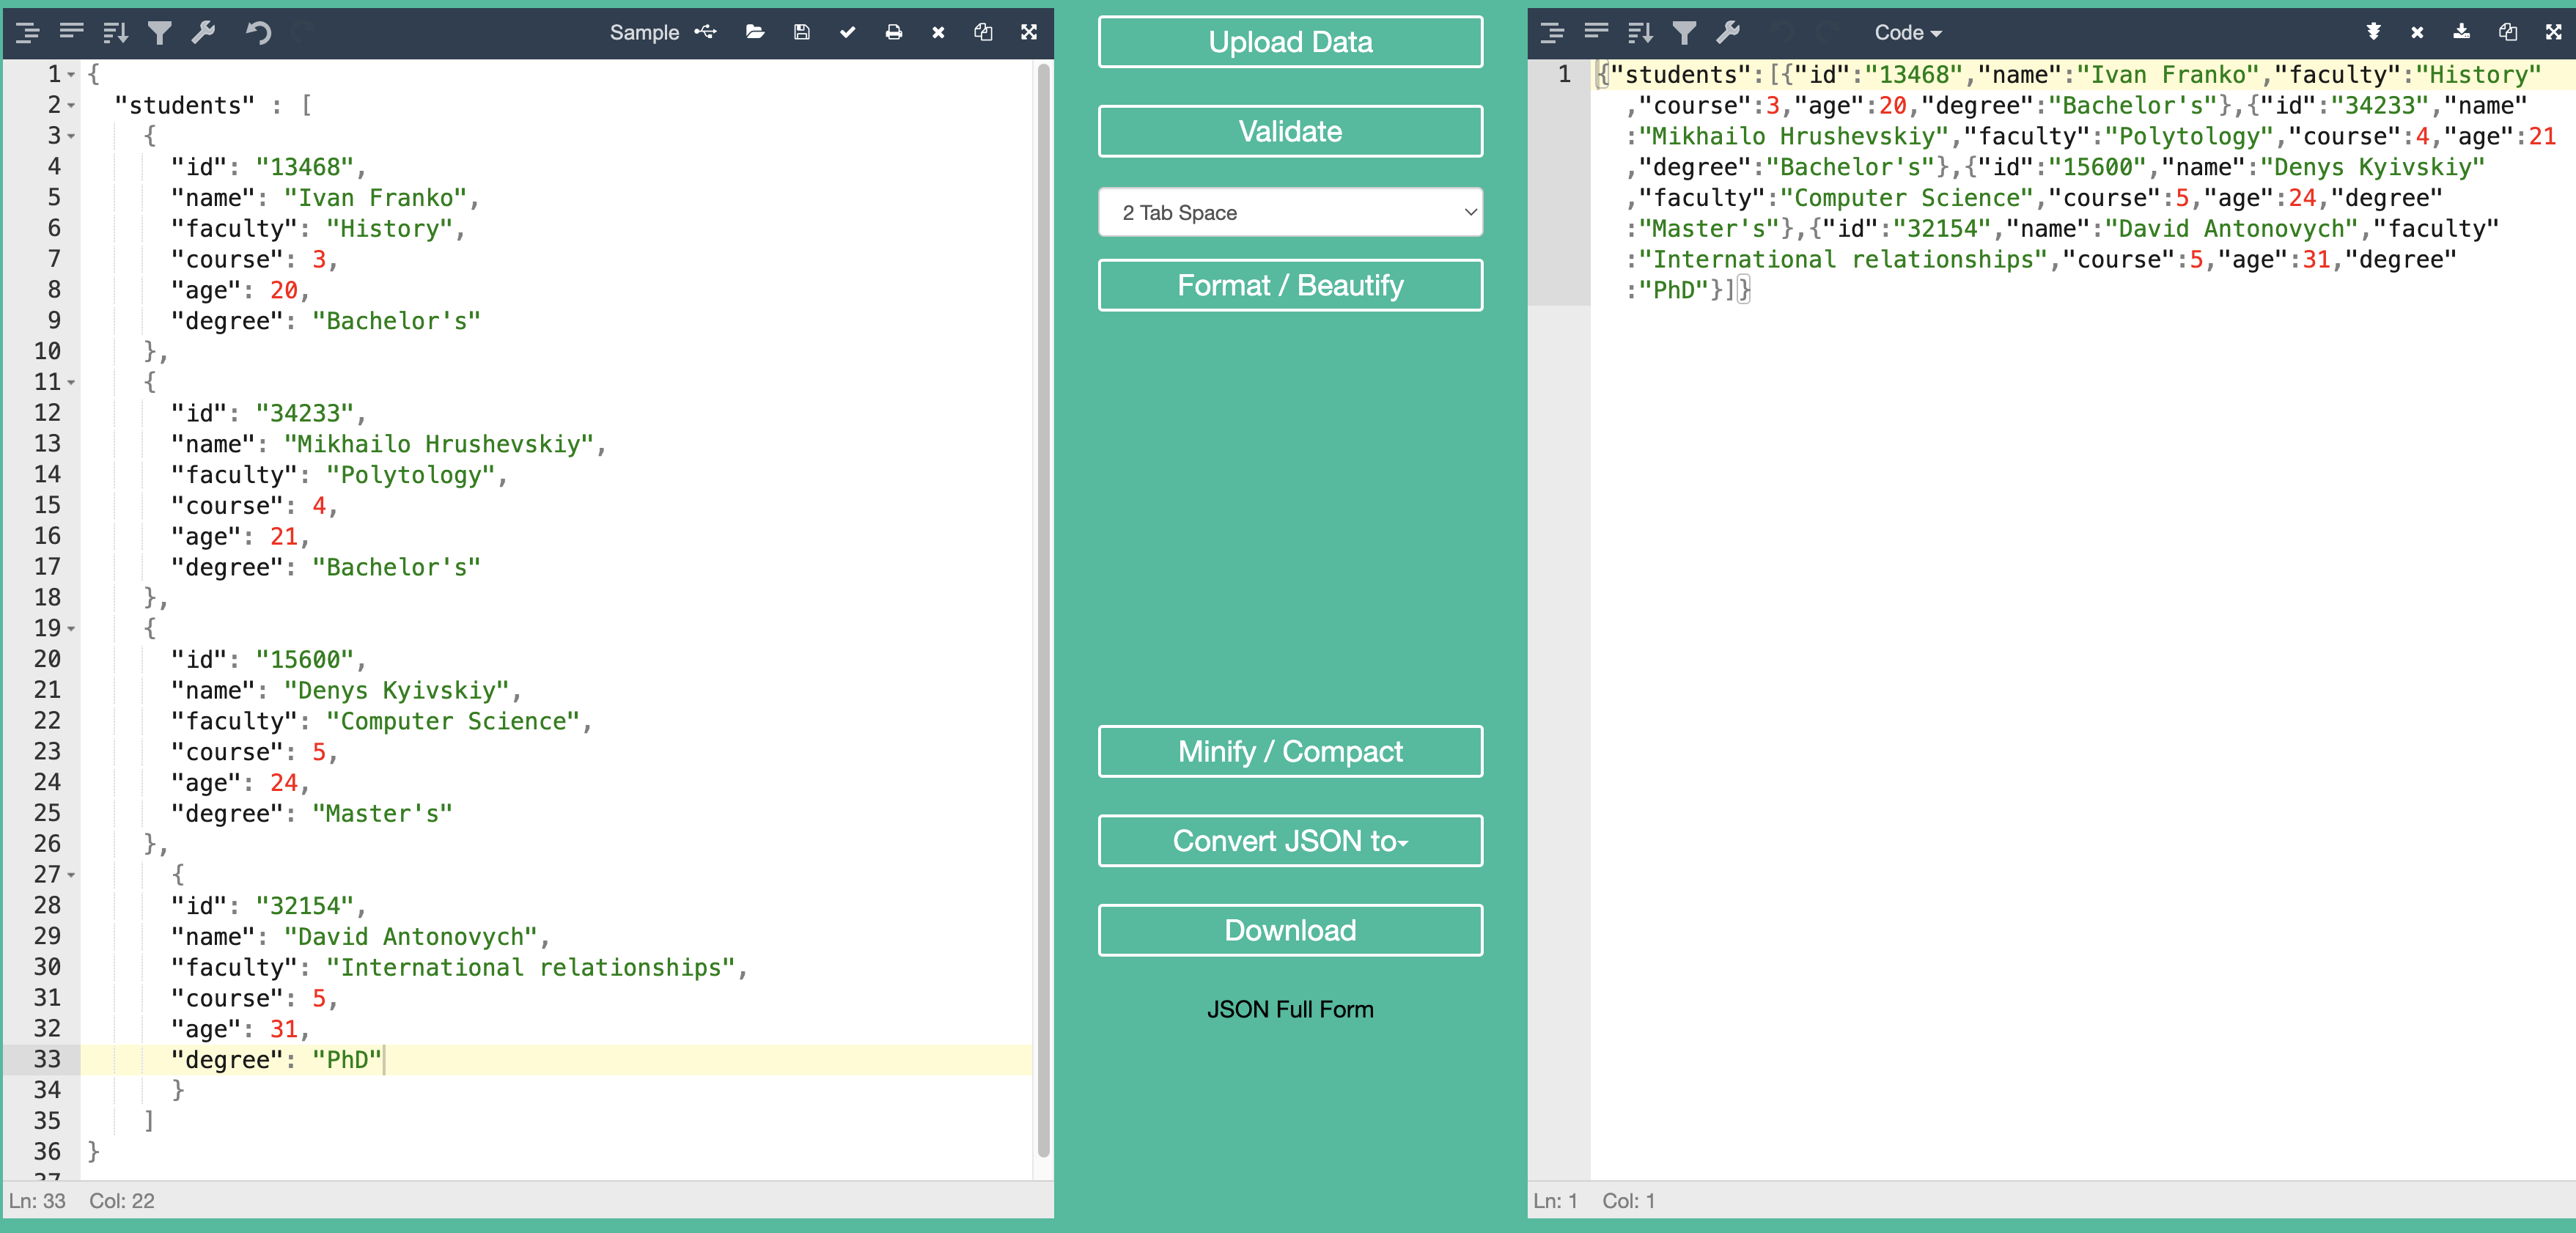 Sample
1 {
2 "students" : [
3 {
4 "id": "13468",
5 "name": "Ivan Franko",
6 "faculty": "History",
7 "course": 3,
8 "age": 20,
9 "degree": "Bachelor's"
10 },
11 {
12 "id": "34233",
13 "name": "Mikhailo Hrushevskiy",
14 "faculty": "Polytology",
15 "course": 4,
16 "age": 21,
17 "degree": "Bachelor's"
18 },
19 {
20 "id": "15600",
21 "name": "Denys Kyivskiy",
22 "faculty": "Computer Science",
23 "course": 5,
24 "age": 24,
25 "degree": "Master's"
26 },
27 {
28 "id": "32154",
29 "name": "David Antonovych",
30 "faculty": "International relationships",
31 "course": 5,
32 "age": 31,
33 "degree": "PhD"
34 }
35 ]
36 }
37
Ln: 33 Col: 22
Upload Data
Validate
2 Tab Space
Format / Beautify
Minify / Compact
Convert JSON to
Download
JSON Full Form
Code
1 {"students":[{"id":"13468","name":"Ivan Franko","faculty":"History"
,"course":3,"age":20,"degree":"Bachelor's"},{"id":"34233","name"
:"Mikhailo Hrushevskiy","faculty":"Polytology","course":4,"age":21
,"degree":"Bachelor's"},{"id":"15600","name":"Denys Kyivskiy"
,"faculty":"Computer Science","course":5,"age":24,"degree"
:"Master's"},{"id":"32154","name":"David Antonovych","faculty"
:"International relationships","course":5,"age":31,"degree"
:"PhD"}]}
Ln: 1 Col: 1